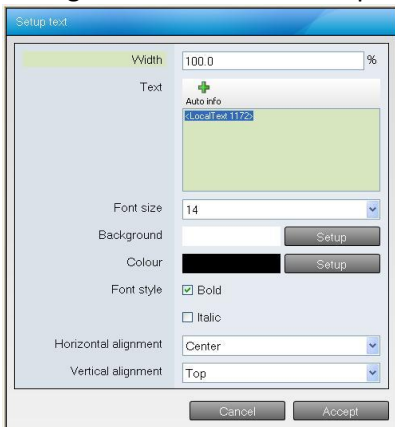 Setup text
Width 100.0 %
Text
Auto info
<LocalText 1172>
Font size 14
Background Setup
Colour Setup
Font style Bold
Italic
Horizontal alignment Center
Vertical alignment Top
Cancel Accept